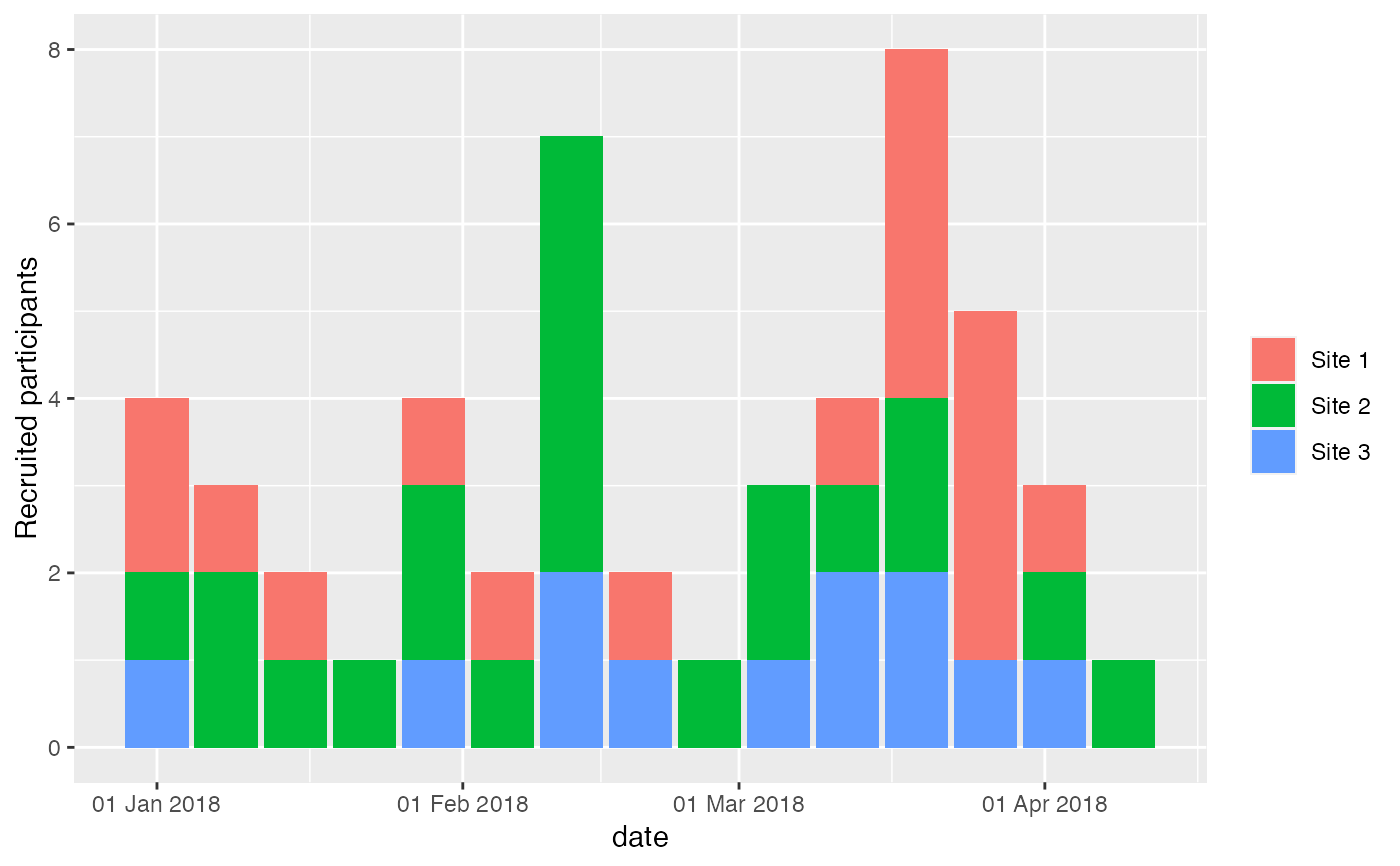 Recruited participants
8
6
4
2
0
01 Jan 2018
01 Feb 2018
01 Mar 2018
01 Apr 2018
date
Site 1
Site 2
Site 3